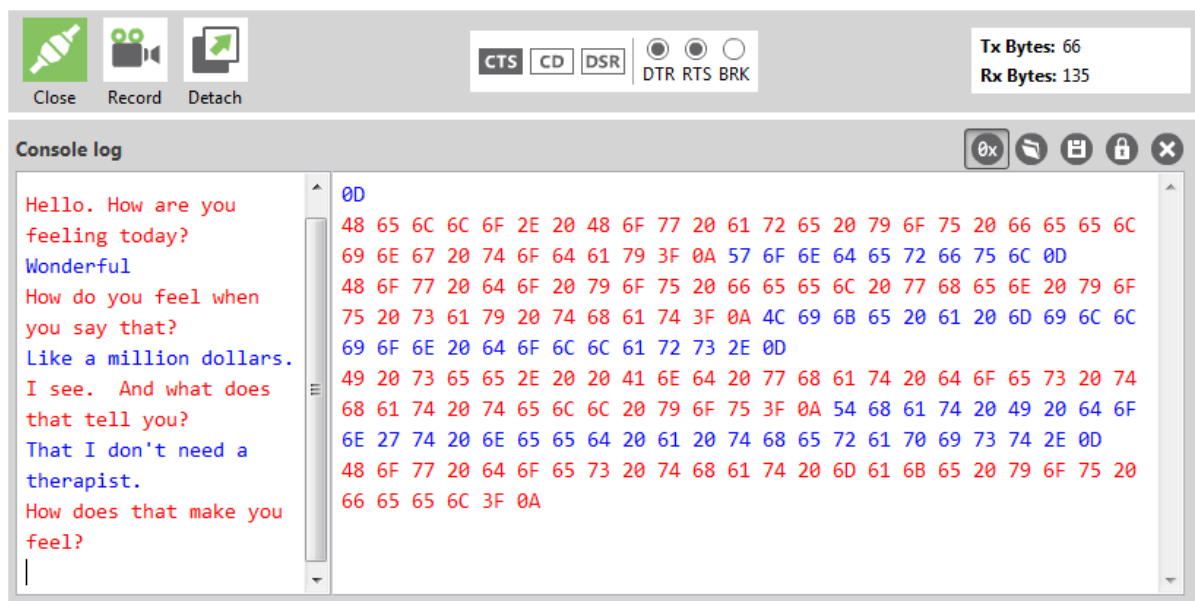 Close Record Detach
CTS CD DSR
DTR RTS BRK
Tx Bytes: 66
Rx Bytes: 135
Console log
0x
Hello. How are you
feeling today?
Wonderful
How do you feel when
you say that?
Like a million dollars.
I see.  And what does
that tell you?
That I don't need a
therapist.
How does that make you
feel?
0D
48 65 6C 6C 6F 2E 20 48 6F 77 20 61 72 65 20 79 6F 75 20 66 65 65 6C
69 6E 67 20 74 6F 64 61 79 3F 0A 57 6F 6E 64 65 72 66 75 6C 0D
48 6F 77 20 64 6F 20 79 6F 75 20 66 65 65 6C 20 77 68 65 6E 20 79 6F
75 20 73 61 79 20 74 68 61 74 3F 0A 4C 69 6B 65 20 61 20 6D 69 6C 6C
69 6F 6E 20 64 6F 6C 6C 61 72 73 2E 0D
49 20 73 65 65 2E 20 20 41 6E 64 20 77 68 61 74 20 64 6F 65 73 20 74
68 61 74 20 74 65 6C 6C 20 79 6F 75 3F 0A 54 68 61 74 20 49 20 64 6F
6E 27 74 20 6E 65 65 64 20 61 20 74 68 65 72 61 70 69 73 74 2E 0D
48 6F 77 20 64 6F 65 73 20 74 68 61 74 20 6D 61 6B 65 20 79 6F 75 20
66 65 65 6C 3F 0A